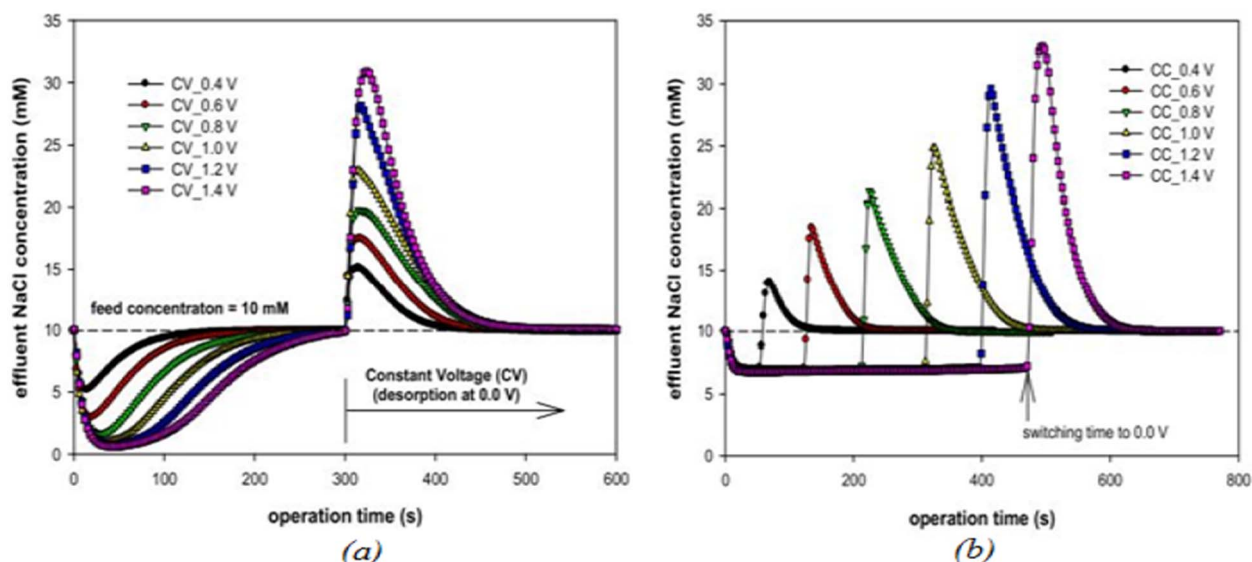 35
30
25
20
15
10
5
0
effluent NaCl concentration (mM)
CV_0.4 V
CV_0.6 V
CV_0.8 V
CV_1.0 V
CV_1.2 V
CV_1.4 V
feed concentraton = 10 mM
Constant Voltage (CV)
(desorption at 0.0 V)
0 100 200 300 400 500 600
operation time (s)
(a)
35
30
25
20
15
10
5
0
effluent NaCl concentration (mM)
CC_0.4 V
CC_0.6 V
CC_0.8 V
CC_1.0 V
CC_1.2 V
CC_1.4 V
switching time to 0.0 V
0 200 400 600 800
operation time (s)
(b)